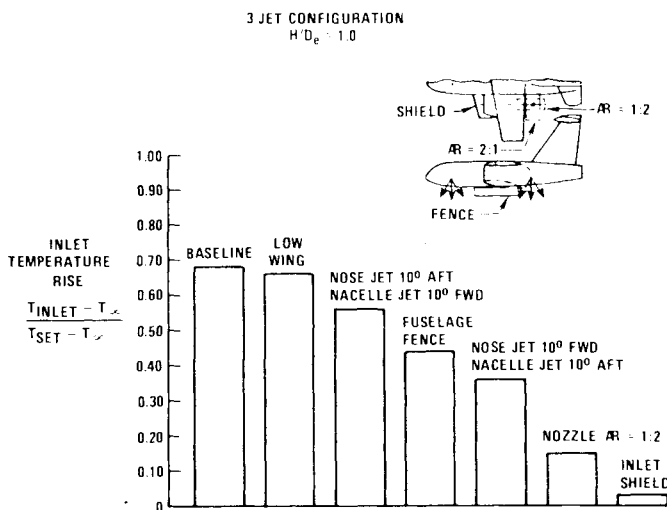 3 JET CONFIGURATION
H/De = 1.0
SHIELD
AR = 1:2
AR = 2:1
FENCE
1.00
0.90
0.80
0.70
0.60
0.50
0.40
0.30
0.20
0.10
0
INLET
TEMPERATURE
RISE
TINLET − T∞
TSET − T∞
BASELINE
LOW
WING
NOSE JET 10° AFT
NACELLE JET 10° FWD
FUSELAGE
FENCE
NOSE JET 10° FWD
NACELLE JET 10° AFT
NOZZLE AR = 1:2
INLET
SHIELD